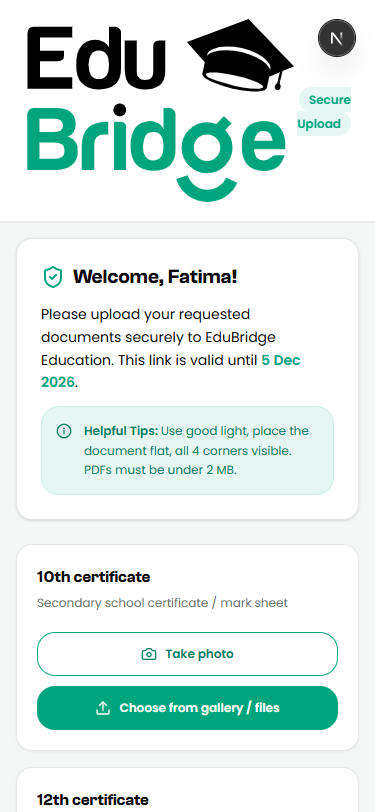 Edu
Bridge
N
Secure
Upload
Welcome, Fatima!
Please upload your requested
documents securely to EduBridge
Education. This link is valid until 5 Dec
2026.
Helpful Tips: Use good light, place the
document flat, all 4 corners visible.
PDFs must be under 2 MB.
10th certificate
Secondary school certificate / mark sheet
Take photo
Choose from gallery / files
12th certificate